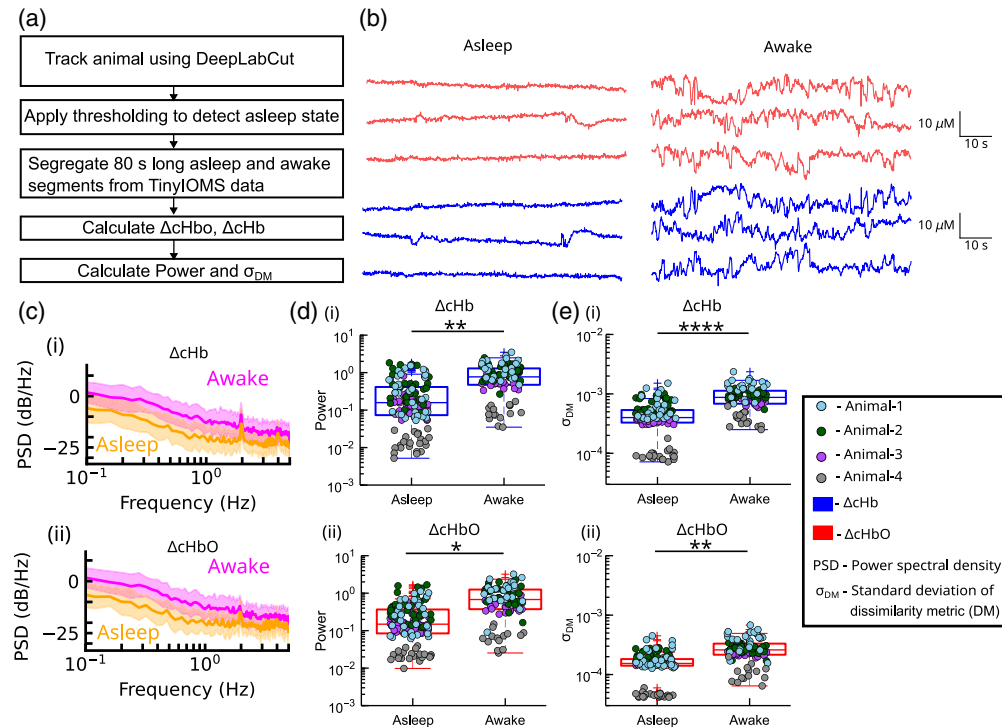 (a)
Track animal using DeepLabCut
Apply thresholding to detect asleep state
Segregate 80 s long asleep and awake
segments from TinyIOMS data
Calculate ΔcHbo, ΔcHb
Calculate Power and σDM
(b)
Asleep
Awake
10 μM
10 s
10 μM
10 s
(c)
(i)
ΔcHb
Awake
Asleep
0
−25
10⁻¹
10⁰
PSD (dB/Hz)
Frequency (Hz)
(ii)
ΔcHbO
Awake
Asleep
0
−25
10⁻¹
10⁰
PSD (dB/Hz)
Frequency (Hz)
(d)
(i)
ΔcHb
**
10¹
10⁰
10⁻¹
10⁻²
10⁻³
Power
Asleep
Awake
(ii)
ΔcHbO
*
10¹
10⁰
10⁻¹
10⁻²
10⁻³
Power
Asleep
Awake
(e)
(i)
ΔcHb
****
10⁻²
10⁻³
10⁻⁴
σDM
Asleep
Awake
(ii)
ΔcHbO
**
10⁻²
10⁻³
10⁻⁴
σDM
Asleep
Awake
- Animal-1
- Animal-2
- Animal-3
- Animal-4
- ΔcHb
- ΔcHbO
PSD - Power spectral density
σDM - Standard deviation of
dissimilarity metric (DM)